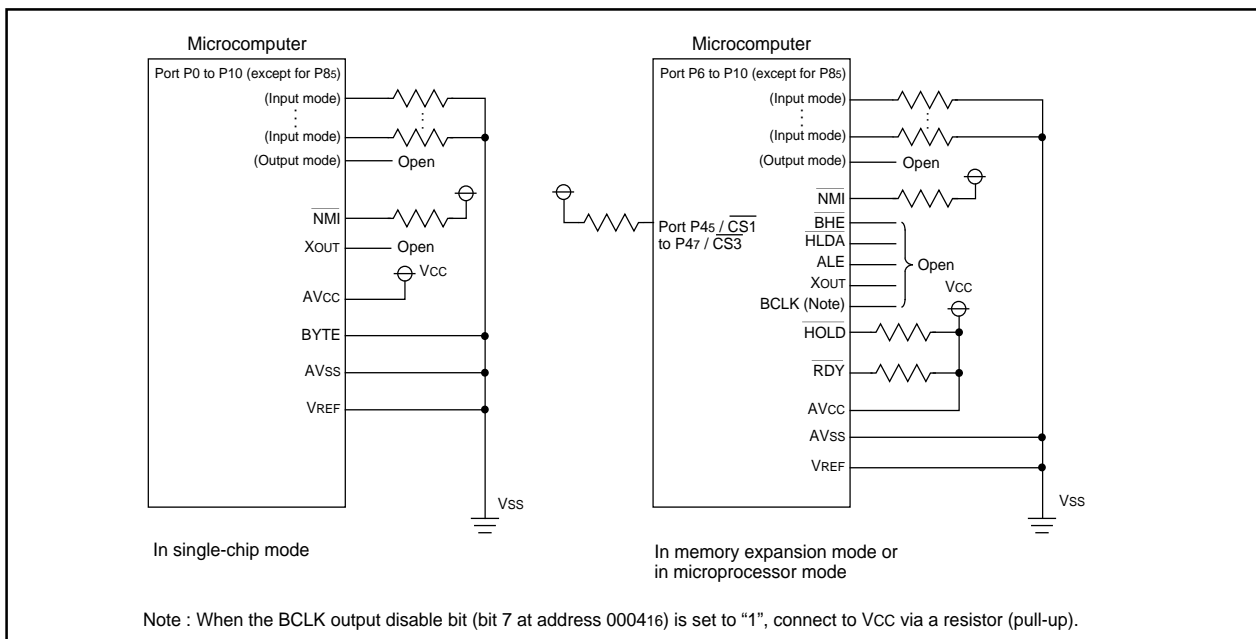 Microcomputer
Port P0 to P10 (except for P85)
(Input mode)
(Input mode)
(Output mode)
Open
NMI
XOUT
Open
VCC
AVCC
BYTE
AVSS
VREF
VSS
In single-chip mode
Microcomputer
Port P6 to P10 (except for P85)
(Input mode)
(Input mode)
(Output mode)
Open
NMI
Port P45 / CS1
to P47 / CS3
BHE
HLDA
ALE
XOUT
BCLK (Note)
Open
VCC
HOLD
RDY
AVCC
AVSS
VREF
VSS
In memory expansion mode or
in microprocessor mode
Note : When the BCLK output disable bit (bit 7 at address 000416) is set to “1”, connect to VCC via a resistor (pull-up).